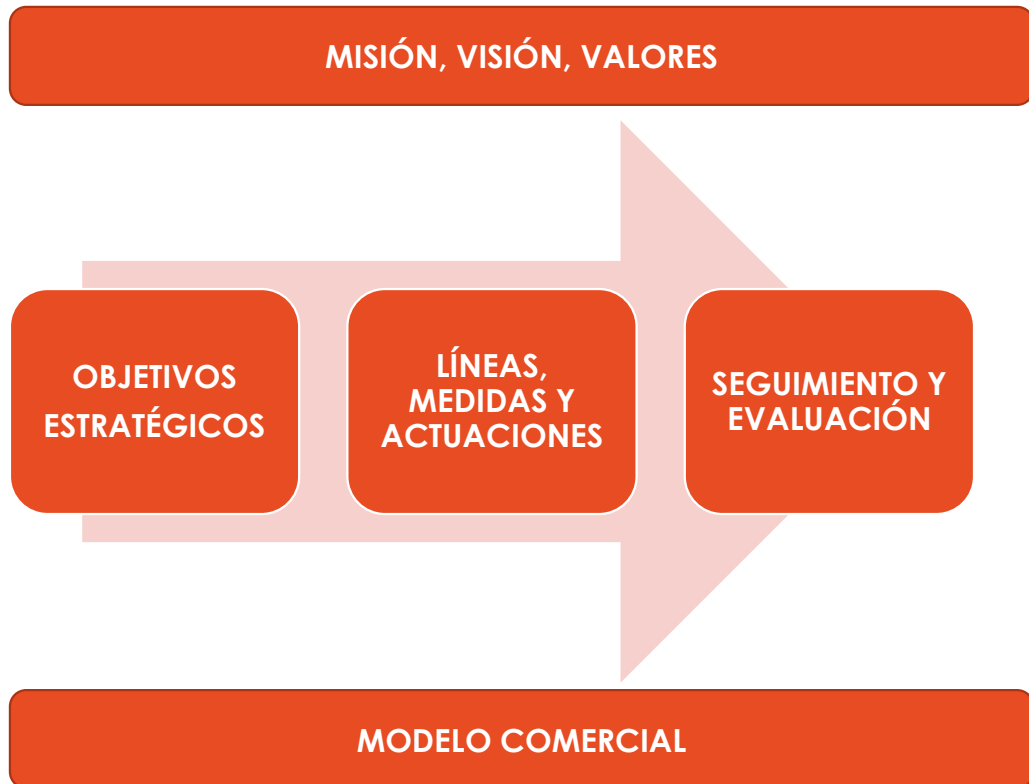 MISIÓN, VISIÓN, VALORES
OBJETIVOS
ESTRATÉGICOS
LÍNEAS,
MEDIDAS Y
ACTUACIONES
SEGUIMIENTO Y
EVALUACIÓN
MODELO COMERCIAL